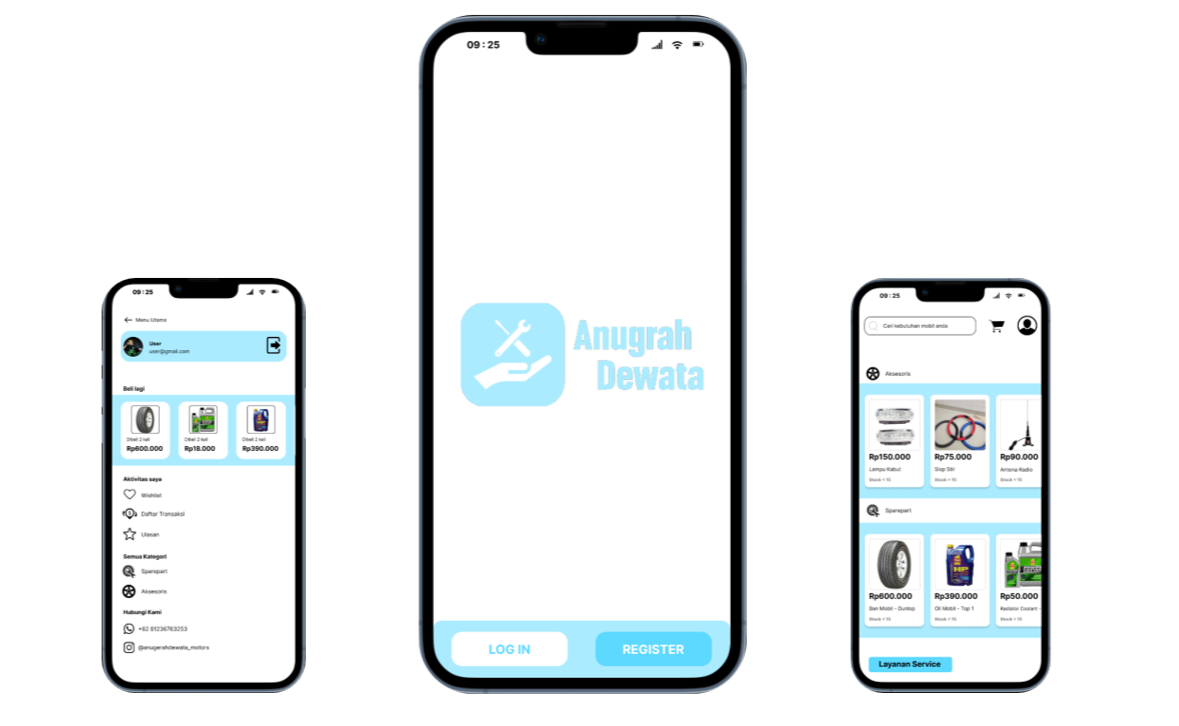 09:25
Menu Utama
User
user@gmail.com
Beli lagi
Dibeli 2 kali
Rp600.000
Dibeli 2 kali
Rp18.000
Dibeli 2 kali
Rp390.000
Aktivitas saya
Wishlist
Daftar Transaksi
Ulasan
Semua Kategori
Sparepart
Aksesoris
Hubungi Kami
+62 81236763253
@anugerahdewata_motors
09:25
Anugrah
Dewata
LOG IN
REGISTER
09:25
Cari kebutuhan mobil anda
Aksesoris
Rp150.000
Lampu Kabut
Stock < 15
Rp75.000
Slop Stir
Stock < 15
Rp90.000
Antena Radio
Stock < 15
Sparepart
Rp600.000
Ban Mobil - Dunlop
Stock < 15
HP
Rp390.000
Oli Mobil - Top 1
Stock < 15
Rp50.000
Radator Coolant -
Stock < 15
Layanan Service